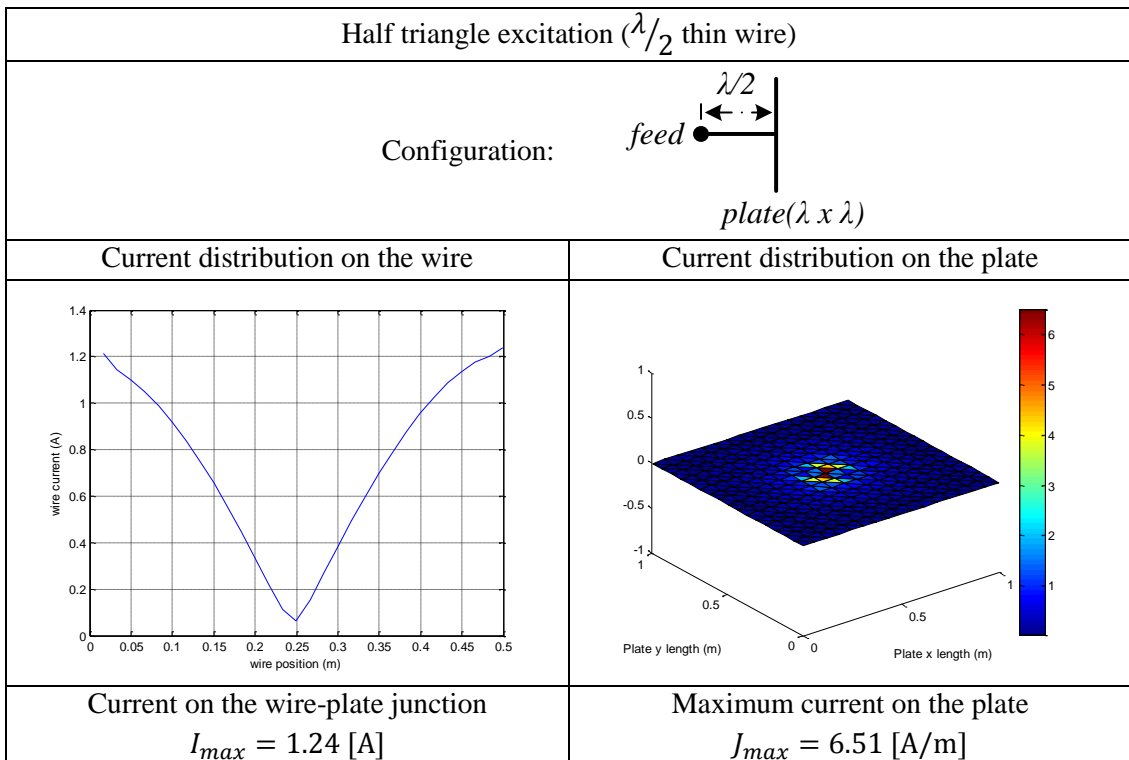 Half triangle excitation (λ/2 thin wire)
Configuration:
λ/2
feed
plate(λ x λ)
Current distribution on the wire
Current distribution on the plate
1.4
1.2
1
0.8
0.6
0.4
0.2
0
0 0.05 0.1 0.15 0.2 0.25 0.3 0.35 0.4 0.45 0.5
wire position (m)
wire current (A)
1
0.5
0
-0.5
-1
1
0.5
0
Plate y length (m)
0
0.5
1
Plate x length (m)
6
5
4
3
2
1
Current on the wire-plate junction
I_max = 1.24 [A]
Maximum current on the plate
J_max = 6.51 [A/m]